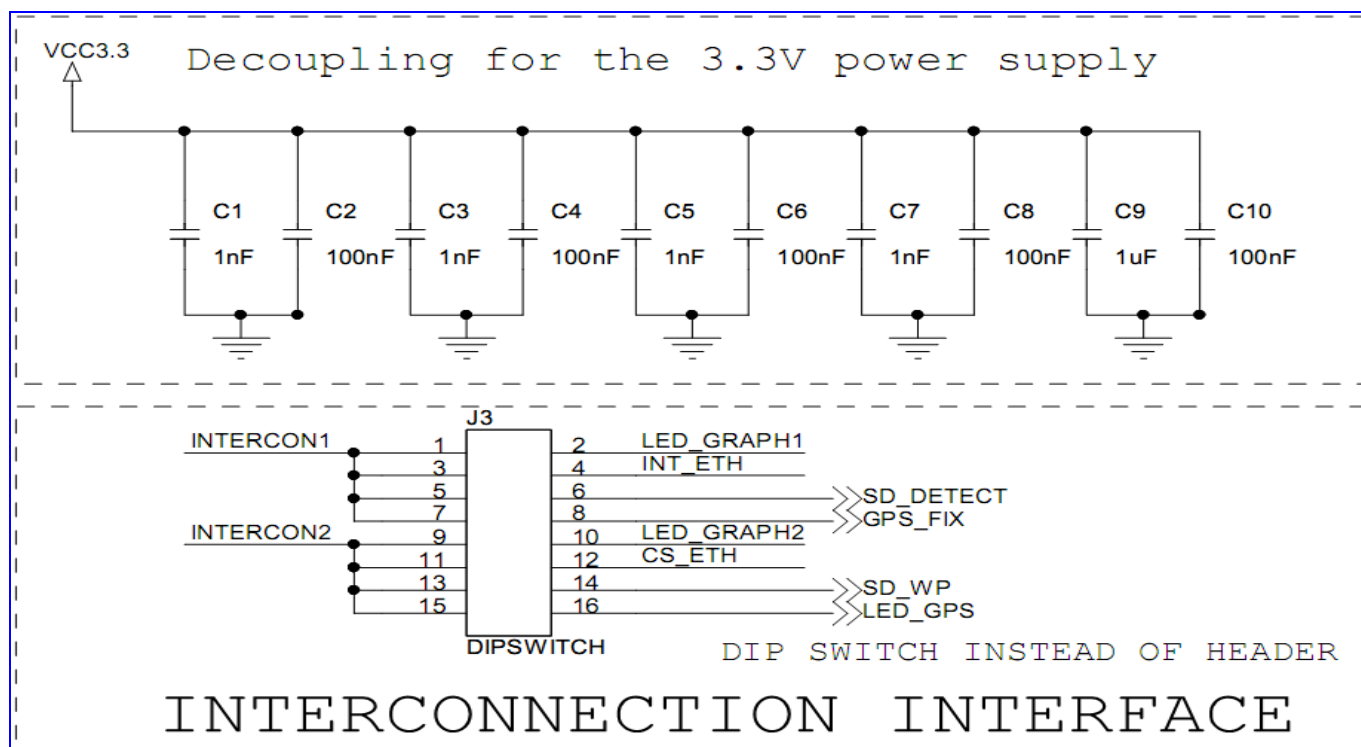 VCC3.3
Decoupling for the 3.3V power supply
C1 C2 C3 C4 C5 C6 C7 C8 C9 C10
1nF 100nF 1nF 100nF 1nF 100nF 1nF 100nF 1uF 100nF
J3
INTERCON1 1 2 LED_GRAPH1
3 4 INT_ETH
5 6 SD_DETECT
7 8 GPS_FIX
INTERCON2 9 10 LED_GRAPH2
11 12 CS_ETH
13 14 SD_WP
15 16 LED_GPS
DIPSWITCH
DIP SWITCH INSTEAD OF HEADER
INTERCONNECTION INTERFACE